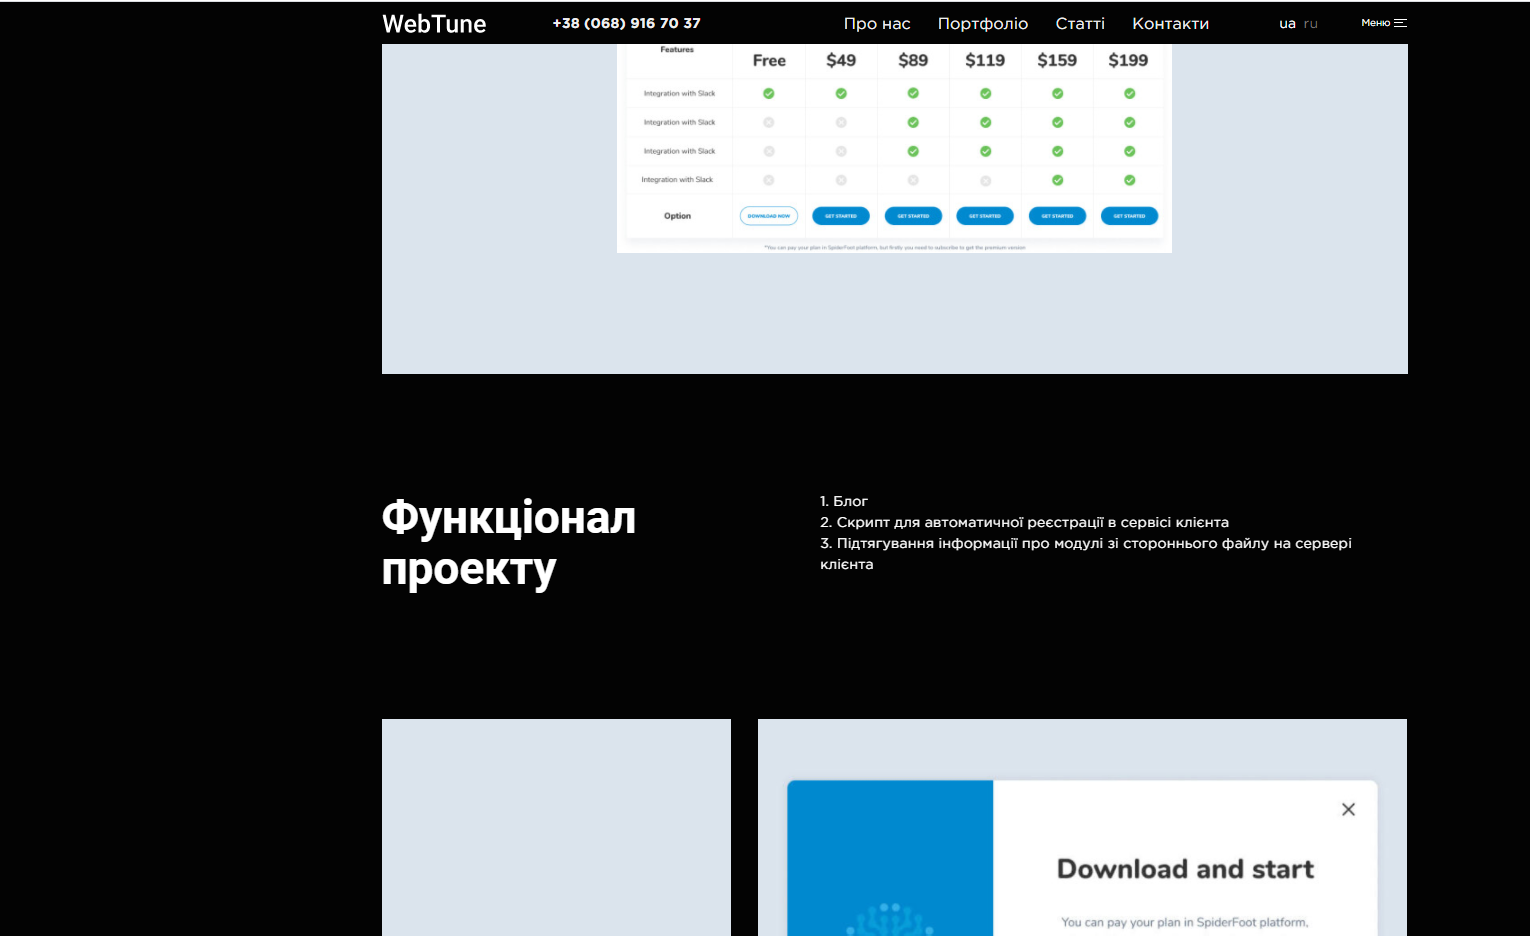 WebTune +38 (068) 916 70 37 Про нас Портфоліо Статті Контакти ua ru Меню
Features Free $49 $89 $119 $159 $199
Integration with Slack
Integration with Slack
Integration with Slack
Integration with Slack
Option DOWNLOAD NOW GET STARTED GET STARTED GET STARTED GET STARTED GET STARTED
*You can pay your plan in SpiderFoot platform, but firstly you need to subscribe to get the premium version
Функціонал
проекту
1. Блог
2. Скрипт для автоматичної реєстрації в сервісі клієнта
3. Підтягування інформації про модулі зі стороннього файлу на сервері
клієнта
Download and start
You can pay your plan in SpiderFoot platform,